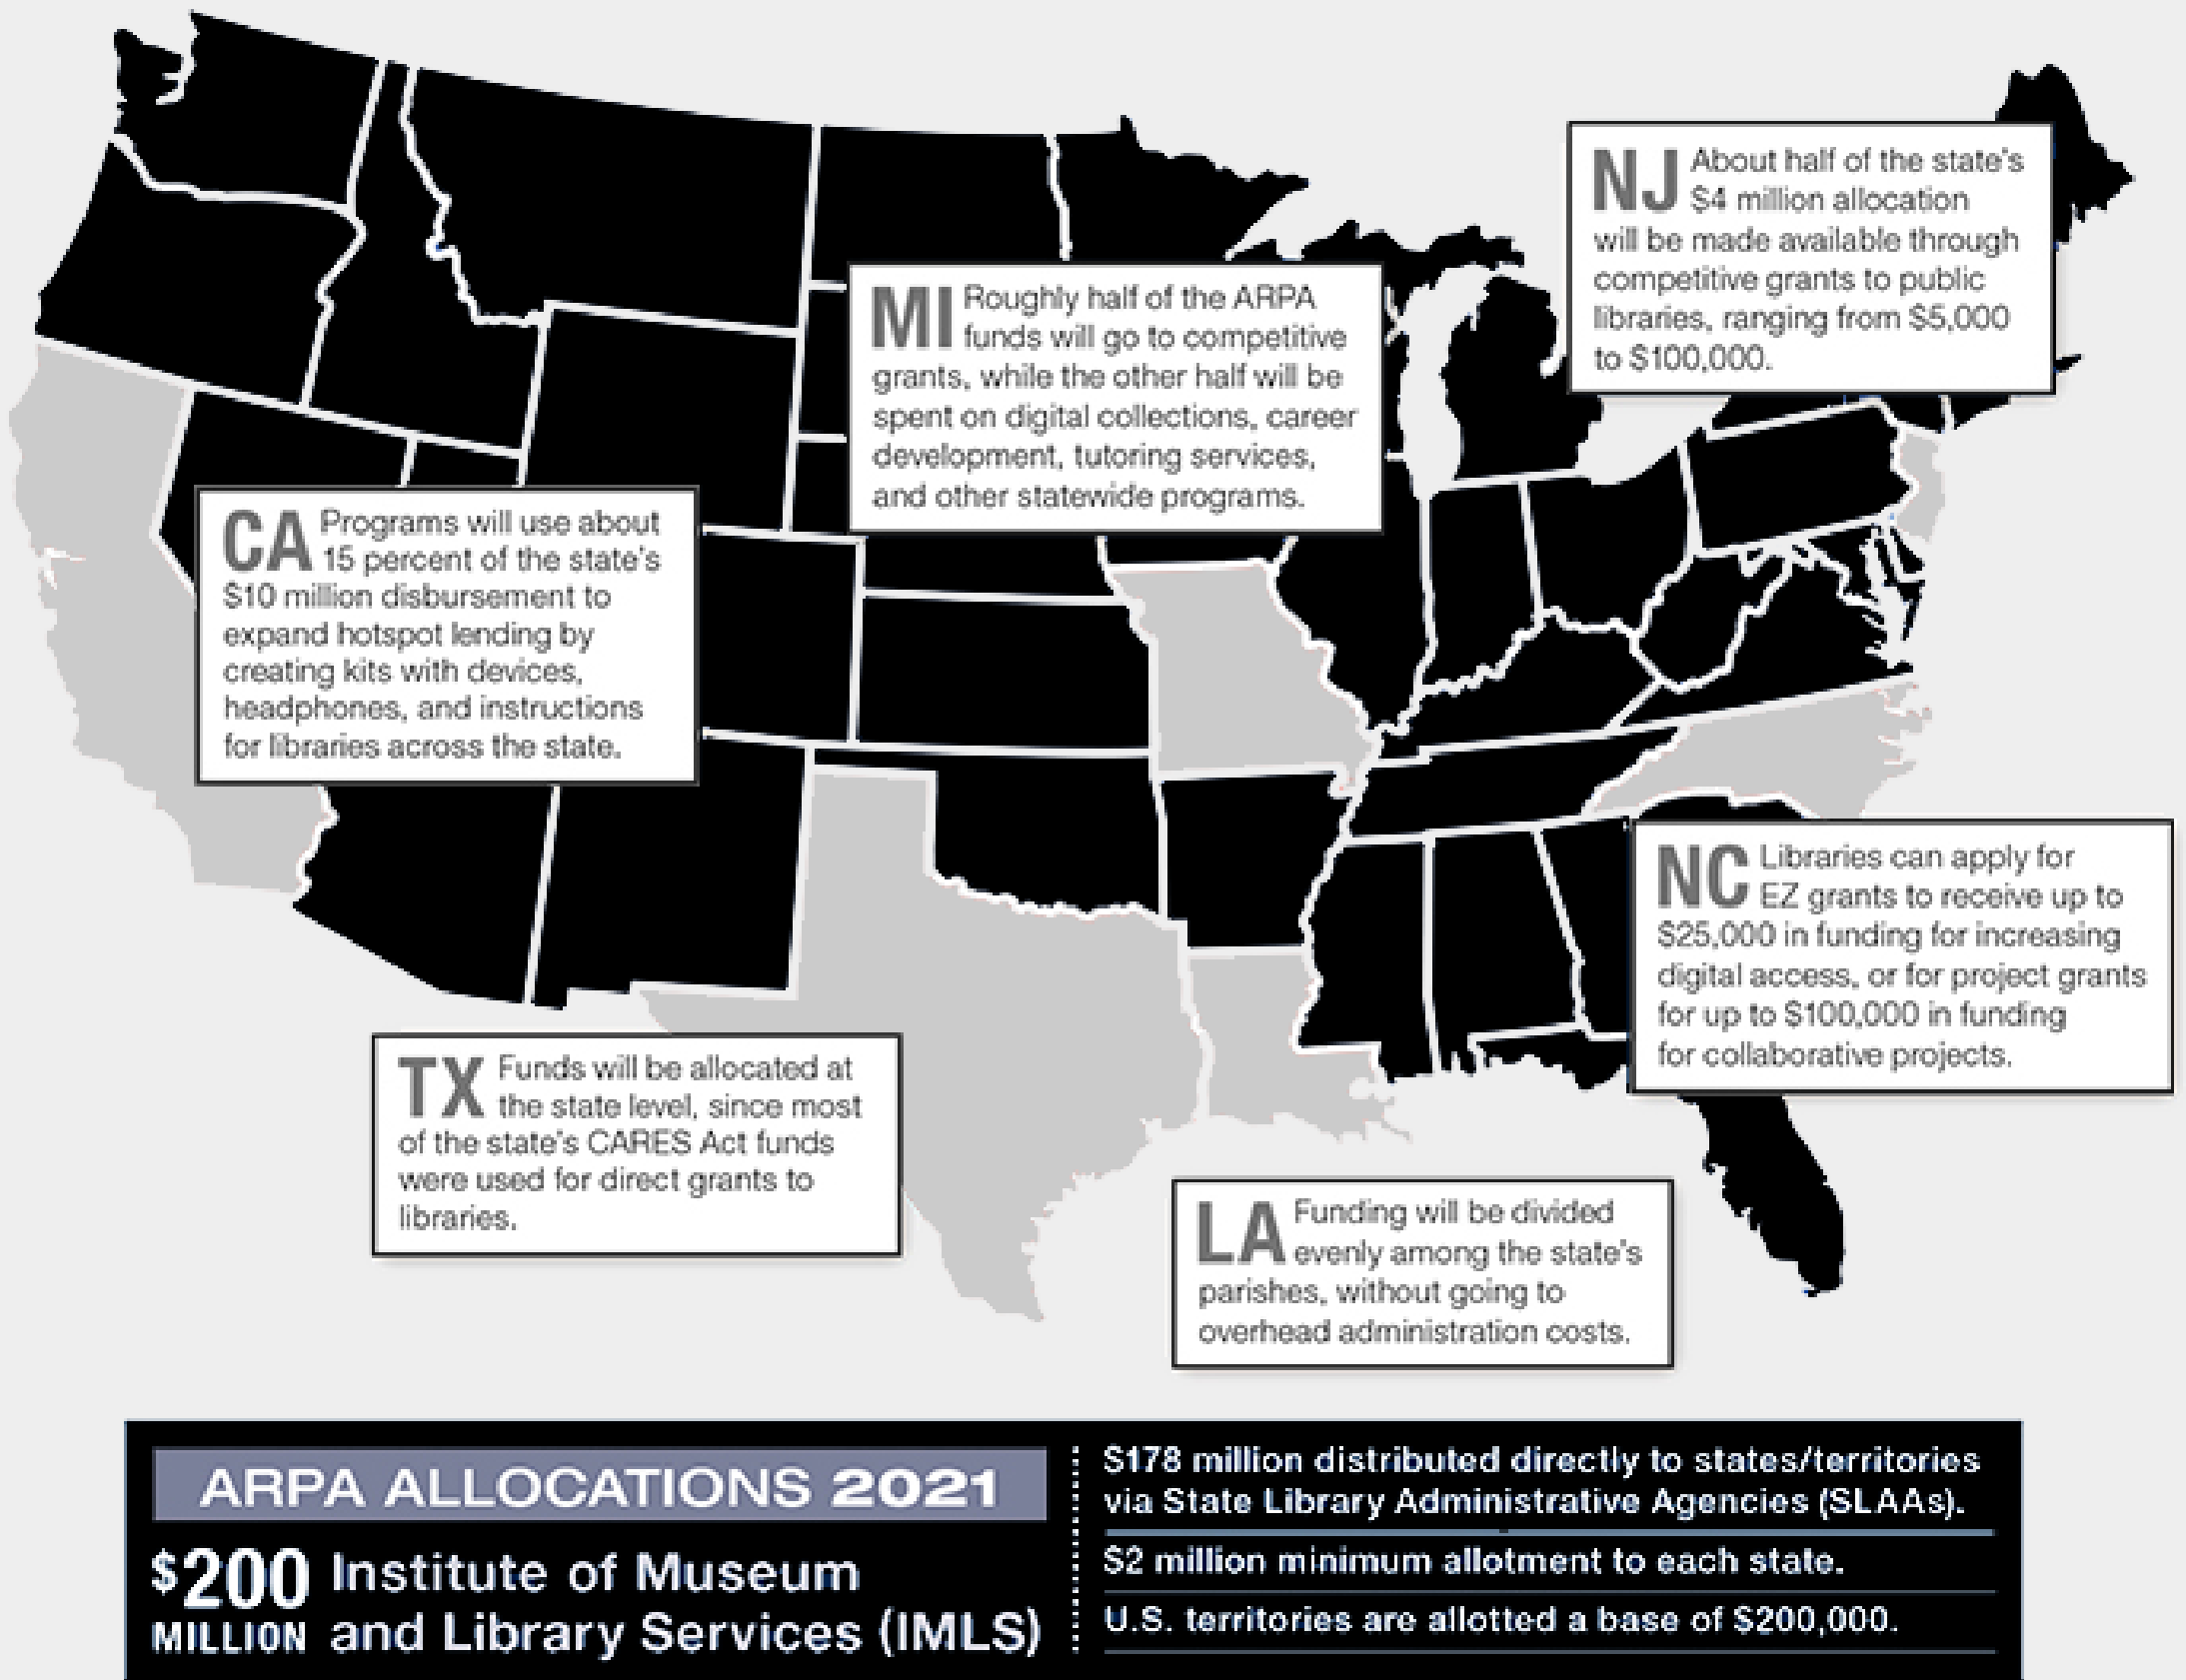 NJ About half of the state's
$4 million allocation
will be made available through
competitive grants to public
libraries, ranging from $5,000
to $100,000.
MI Roughly half of the ARPA
funds will go to competitive
grants, while the other half will be
spent on digital collections, career
development, tutoring services,
and other statewide programs.
CA Programs will use about
15 percent of the state's
$10 million disbursement to
expand hotspot lending by
creating kits with devices,
headphones, and instructions
for libraries across the state.
NC Libraries can apply for
EZ grants to receive up to
$25,000 in funding for increasing
digital access, or for project grants
for up to $100,000 in funding
for collaborative projects.
TX Funds will be allocated at
the state level, since most
of the state's CARES Act funds
were used for direct grants to
libraries.
LA Funding will be divided
evenly among the state's
parishes, without going to
overhead administration costs.
ARPA ALLOCATIONS 2021
$200 MILLION Institute of Museum
and Library Services (IMLS)
$178 million distributed directly to states/territories
via State Library Administrative Agencies (SLAAs).
$2 million minimum allotment to each state.
U.S. territories are allotted a base of $200,000.